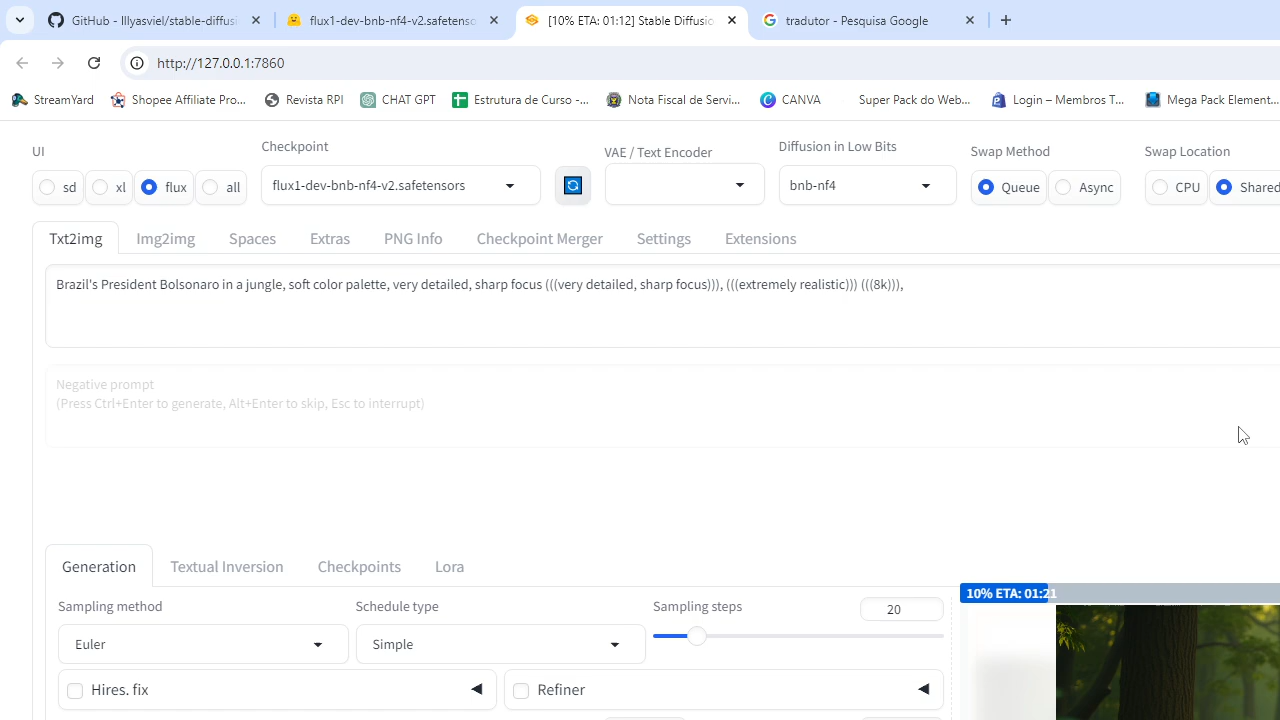 GitHub - lllyasviel/stable-diffusi
flux1-dev-bnb-nf4-v2.safetenso
[10% ETA: 01:12] Stable Diffusio
tradutor - Pesquisa Google
http://127.0.0.1:7860
StreamYard
Shopee Affiliate Pro...
Revista RPI
CHAT GPT
Estrutura de Curso -...
Nota Fiscal de Servi...
CANVA
Super Pack do Web...
Login – Membros T...
Mega Pack Element...
UI
Checkpoint
VAE / Text Encoder
Diffusion in Low Bits
Swap Method
Swap Location
sd
xl
flux
all
flux1-dev-bnb-nf4-v2.safetensors
bnb-nf4
Queue
Async
CPU
Shared
Txt2img
Img2img
Spaces
Extras
PNG Info
Checkpoint Merger
Settings
Extensions
Brazil's President Bolsonaro in a jungle, soft color palette, very detailed, sharp focus (((very detailed, sharp focus))), (((extremely realistic))) (((8k))),
Negative prompt
(Press Ctrl+Enter to generate, Alt+Enter to skip, Esc to interrupt)
Generation
Textual Inversion
Checkpoints
Lora
10% ETA: 01:21
Sampling method
Schedule type
Sampling steps
20
Euler
Simple
Hires. fix
Refiner